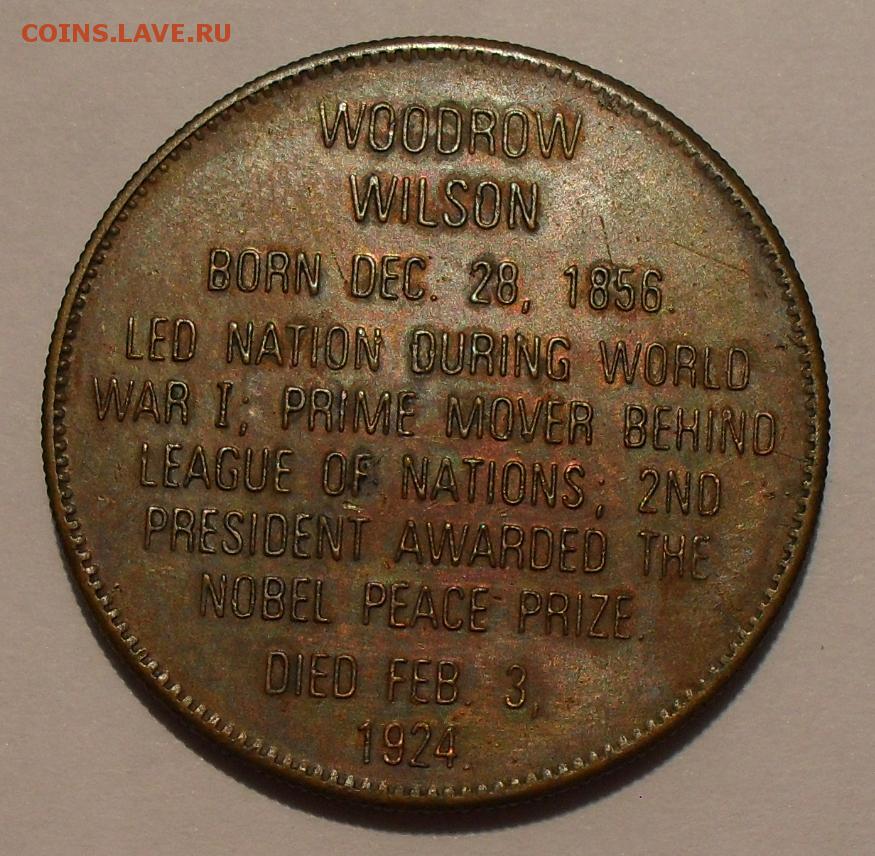 COINS.LAVE.RU
WOODROW
WILSON
BORN DEC. 28, 1856.
LED NATION DURING WORLD
WAR I; PRIME MOVER BEHIND
LEAGUE OF NATIONS; 2ND
PRESIDENT AWARDED THE
NOBEL PEACE PRIZE.
DIED FEB. 3,
1924.